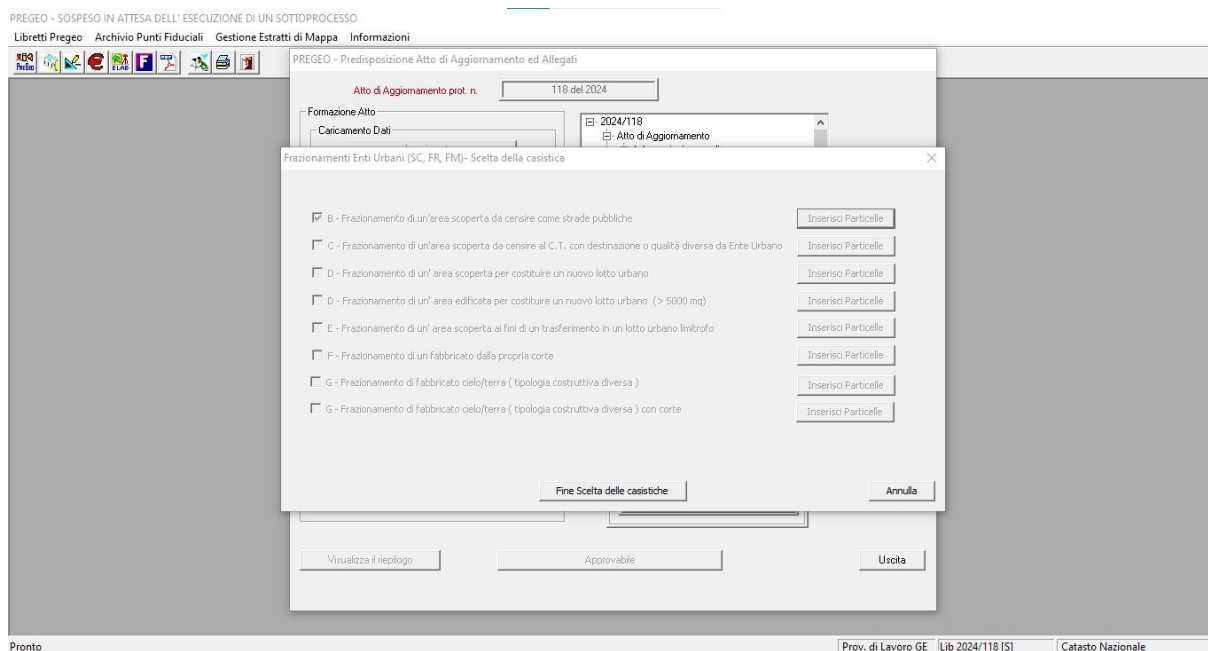 PREGEO - SOSPESO IN ATTESA DELL' ESECUZIONE DI UN SOTTOPROCESSO
Libretti Pregeo Archivio Punti Fiduciali Gestione Estratti di Mappa Informazioni
PREGEO - Predisposizione Atto di Aggiornamento ed Allegati
Atto di Aggiornamento prot. n. 118 del 2024
Formazione Atto
2024/118
Caricamento Dati
Atto di Aggiornamento
Frazionamenti Enti Urbani (SC, FR, FM)- Scelta della casistica
B - Frazionamento di un'area scoperta da censire come strade pubbliche Inserisci Particelle
C - Frazionamento di un'area scoperta da censire al C.T. con destinazione o qualità diversa da Ente Urbano Inserisci Particelle
D - Frazionamento di un' area scoperta per costituire un nuovo lotto urbano Inserisci Particelle
D - Frazionamento di un' area edificata per costituire un nuovo lotto urbano (> 5000 mq) Inserisci Particelle
E - Frazionamento di un' area scoperta ai fini di un trasferimento in un lotto urbano limitrofo Inserisci Particelle
F - Frazionamento di un fabbricato dalla propria corte Inserisci Particelle
G - Frazionamento di fabbricato cielo/terra ( tipologia costruttiva diversa ) Inserisci Particelle
G - Frazionamento di fabbricato cielo/terra ( tipologia costruttiva diversa ) con corte Inserisci Particelle
Fine Scelta delle casistiche Annulla
Visualizza il riepilogo Approvabile Uscita
Pronto Prov. di Lavoro GE Lib 2024/118 [S] Catasto Nazionale